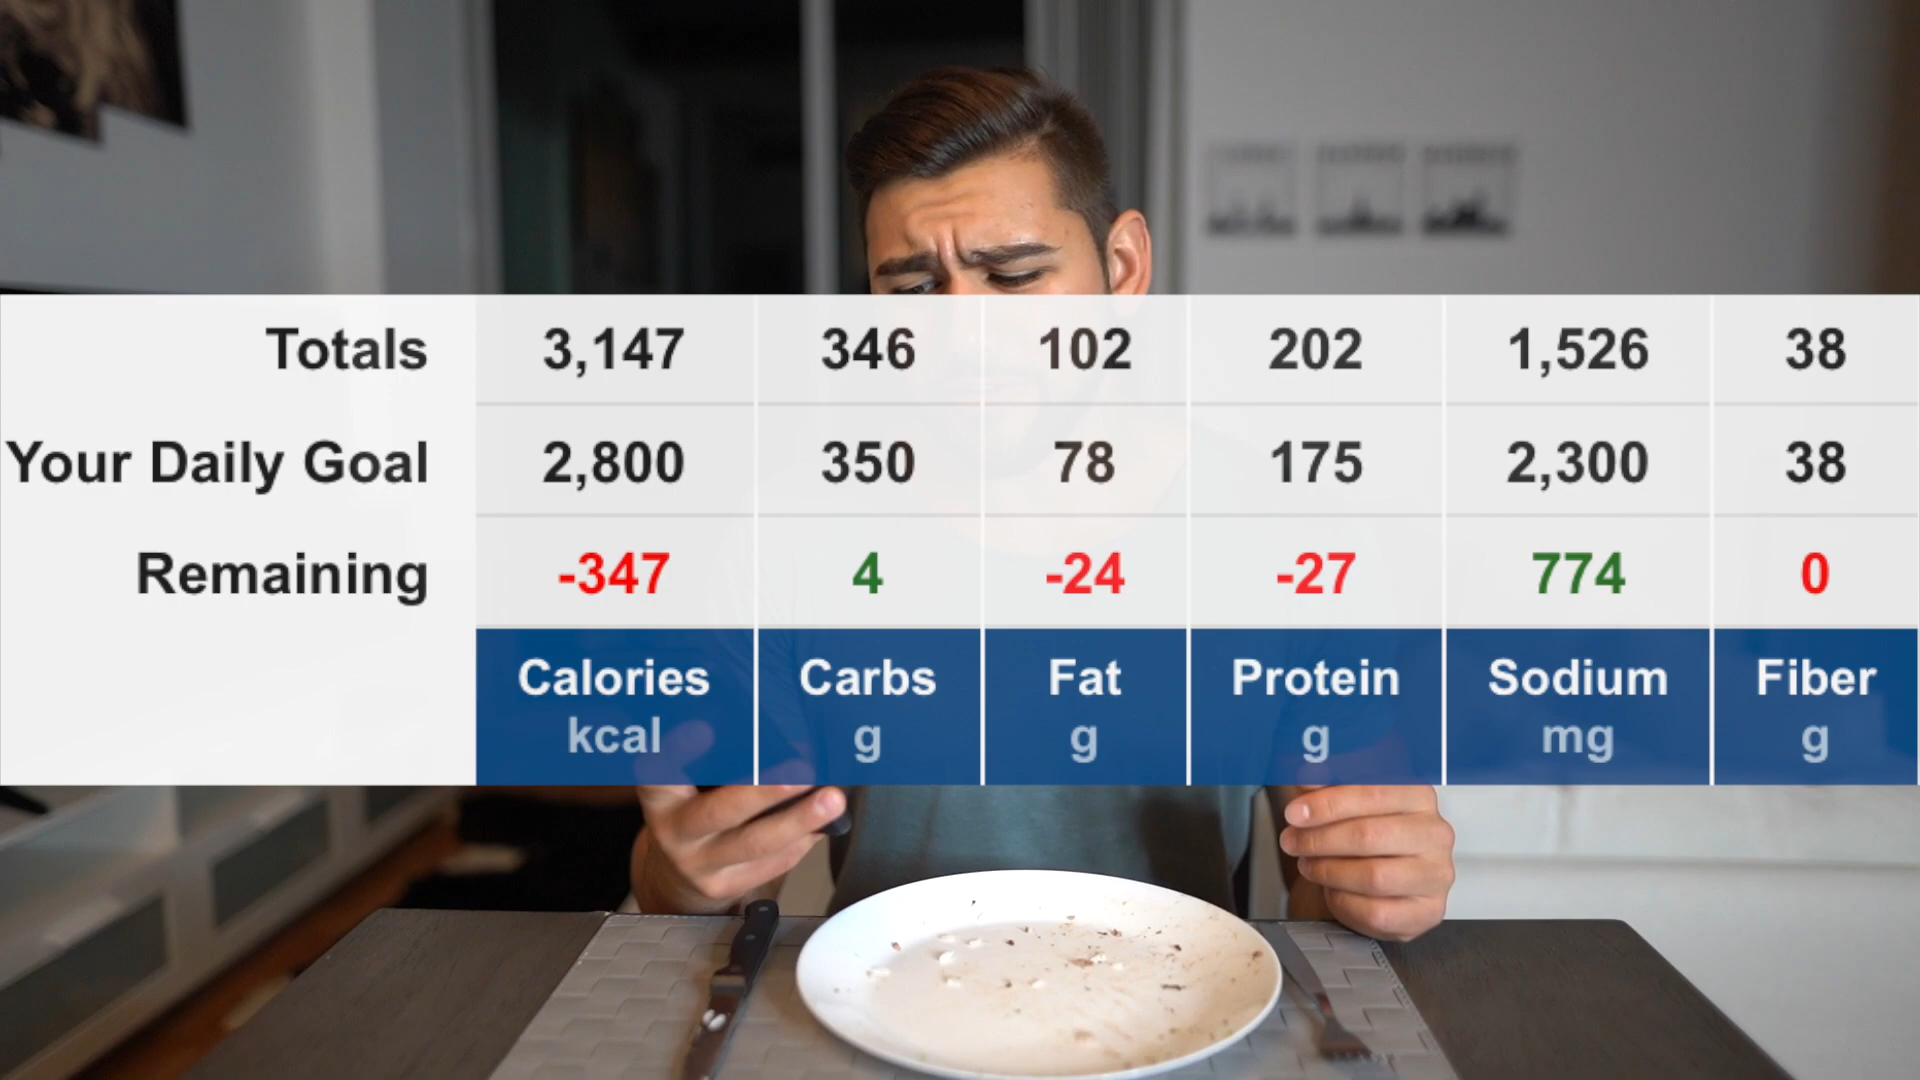 Totals 3,147 346 102 202 1,526 38
Your Daily Goal 2,800 350 78 175 2,300 38
Remaining -347 4 -24 -27 774 0
Calories Carbs Fat Protein Sodium Fiber
kcal g g g mg g